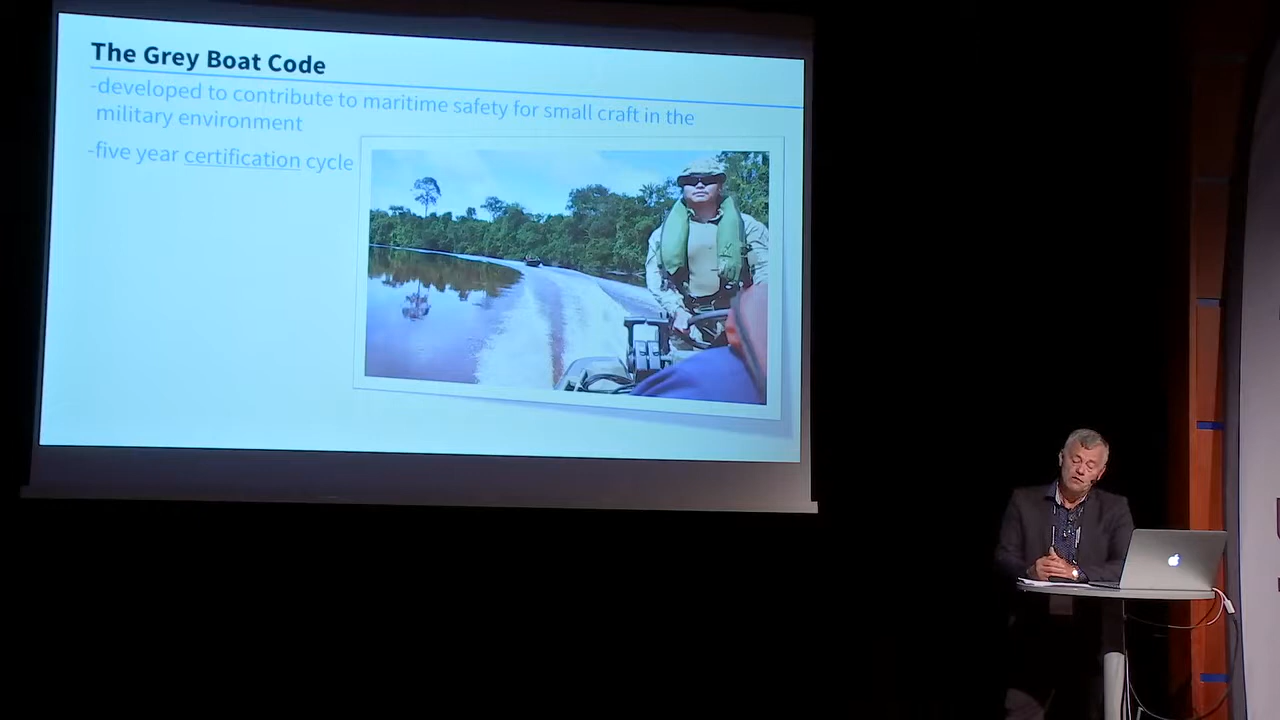 The Grey Boat Code
-developed to contribute to maritime safety for small craft in the
military environment
-five year certification cycle